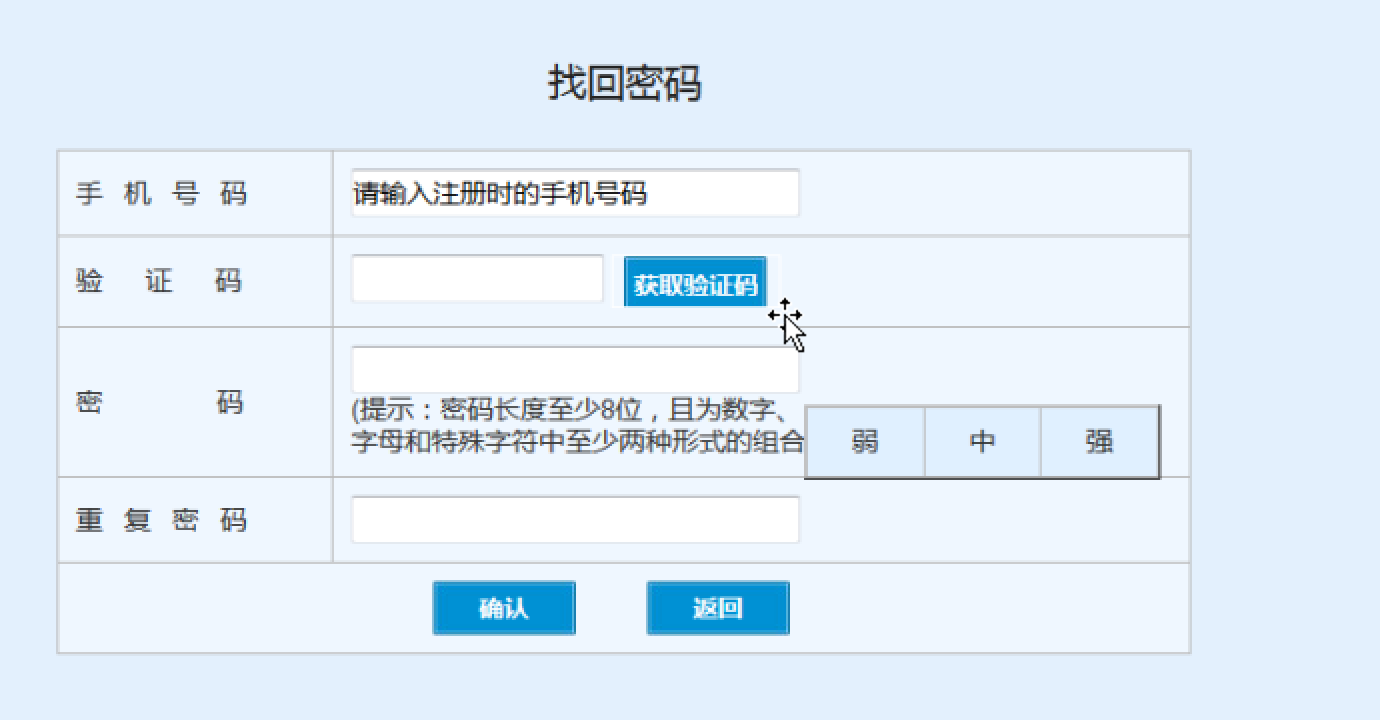 找回密码
手机号码 请输入注册时的手机号码
验证码 获取验证码
密码
(提示：密码长度至少8位，且为数字、
字母和特殊字符中至少两种形式的组合
弱 中 强
重复密码
确认 返回